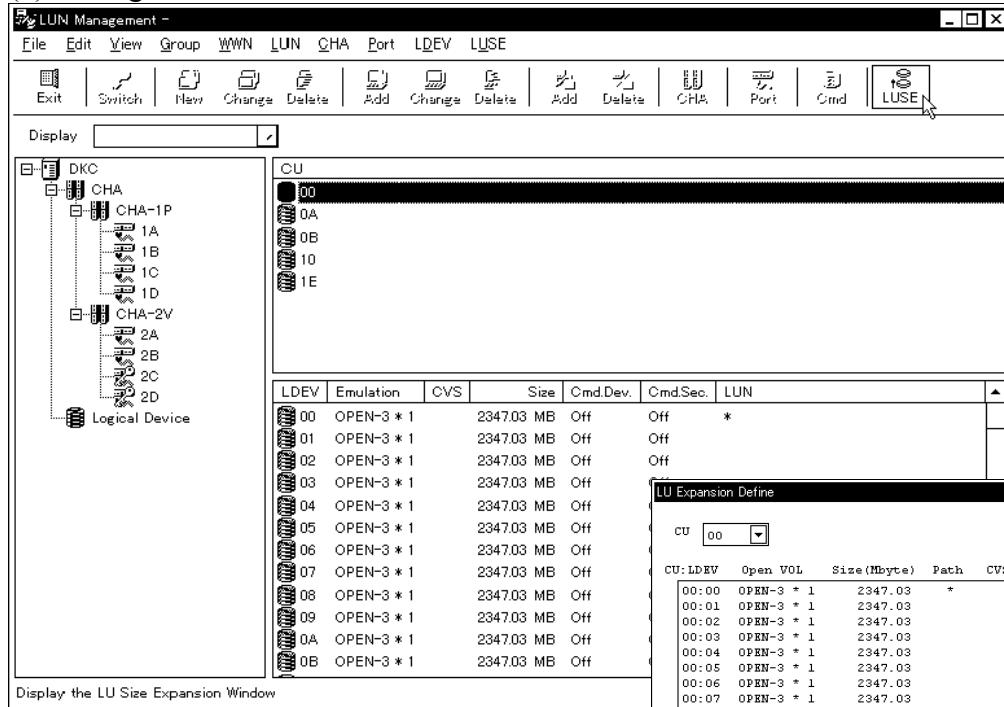 LUN Management -
File Edit View Group WWN LUN CHA Port LDEV LUSE
Exit Switch New Change Delete Add Change Delete Add Delete CHA Port Cmd LUSE
Display
DKC
CHA
CHA-1P
1A
1B
1C
1D
CHA-2V
2A
2B
2C
2D
Logical Device
CU
00
0A
0B
10
1E
LDEV Emulation CVS Size Cmd.Dev. Cmd.Sec. LUN
00 OPEN-3 * 1 2347.03 MB Off Off *
01 OPEN-3 * 1 2347.03 MB Off Off
02 OPEN-3 * 1 2347.03 MB Off Off
03 OPEN-3 * 1 2347.03 MB Off
04 OPEN-3 * 1 2347.03 MB Off
05 OPEN-3 * 1 2347.03 MB Off
06 OPEN-3 * 1 2347.03 MB Off
07 OPEN-3 * 1 2347.03 MB Off
08 OPEN-3 * 1 2347.03 MB Off
09 OPEN-3 * 1 2347.03 MB Off
0A OPEN-3 * 1 2347.03 MB Off
0B OPEN-3 * 1 2347.03 MB Off
LU Expansion Define
CU 00
CU:LDEV Open VOL Size(Mbyte) Path
00:00 OPEN-3 * 1 2347.03 *
00:01 OPEN-3 * 1 2347.03
00:02 OPEN-3 * 1 2347.03
00:03 OPEN-3 * 1 2347.03
00:04 OPEN-3 * 1 2347.03
00:05 OPEN-3 * 1 2347.03
00:06 OPEN-3 * 1 2347.03
00:07 OPEN-3 * 1 2347.03
Display the LU Size Expansion Window